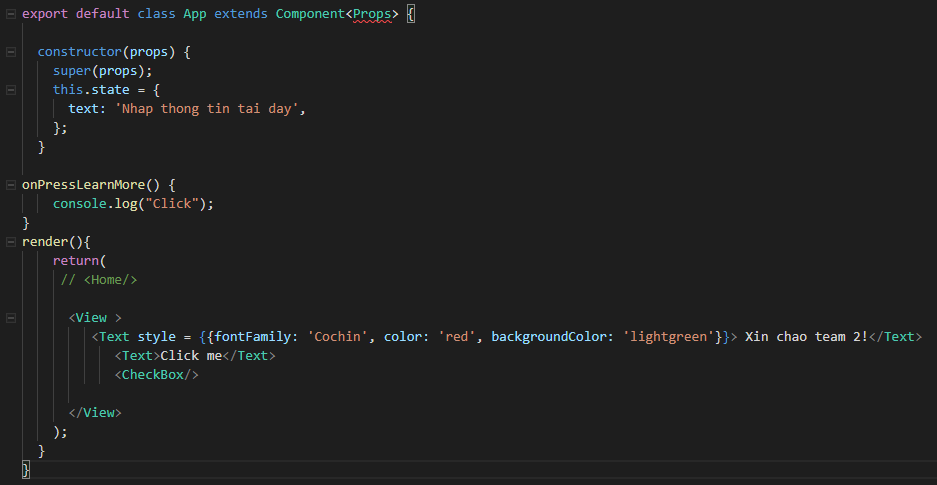 export default class App extends Component<Props> {
constructor(props) {
super(props);
this.state = {
text: 'Nhap thong tin tai day',
};
}
onPressLearnMore() {
console.log("Click");
}
render(){
return(
// <Home/>
<View >
<Text style = {{fontFamily: 'Cochin', color: 'red', backgroundColor: 'lightgreen'}}> Xin chao team 2!</Text>
<Text>Click me</Text>
<CheckBox/>
</View>
);
}
}